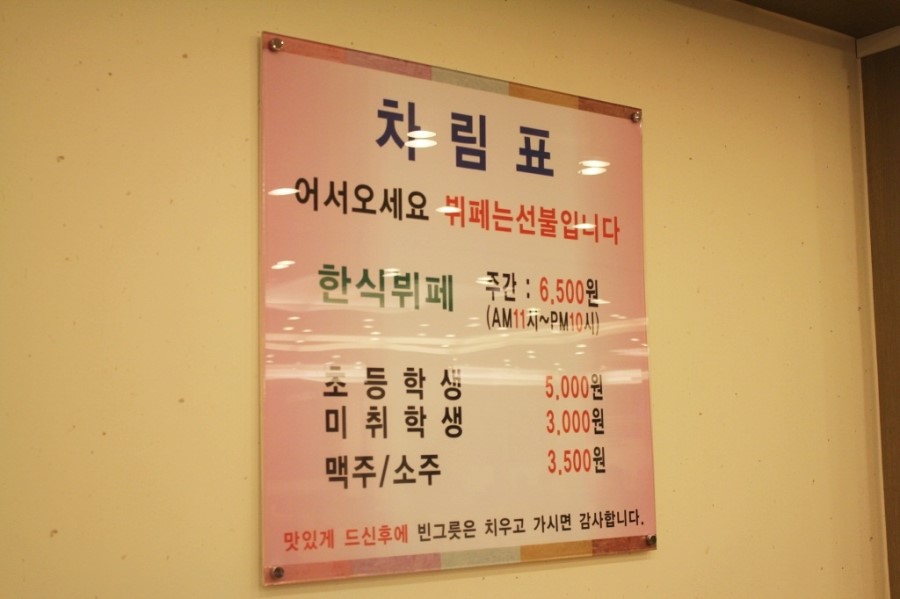 차림표
어서오세요 뷔페는선불입니다
한식뷔페 주간 : 6,500원
(AM11시~PM10시)
초등학생 5,000원
미취학생 3,000원
맥주/소주 3,500원
맛있게 드신후에 빈그릇은 치우고 가시면 감사합니다.